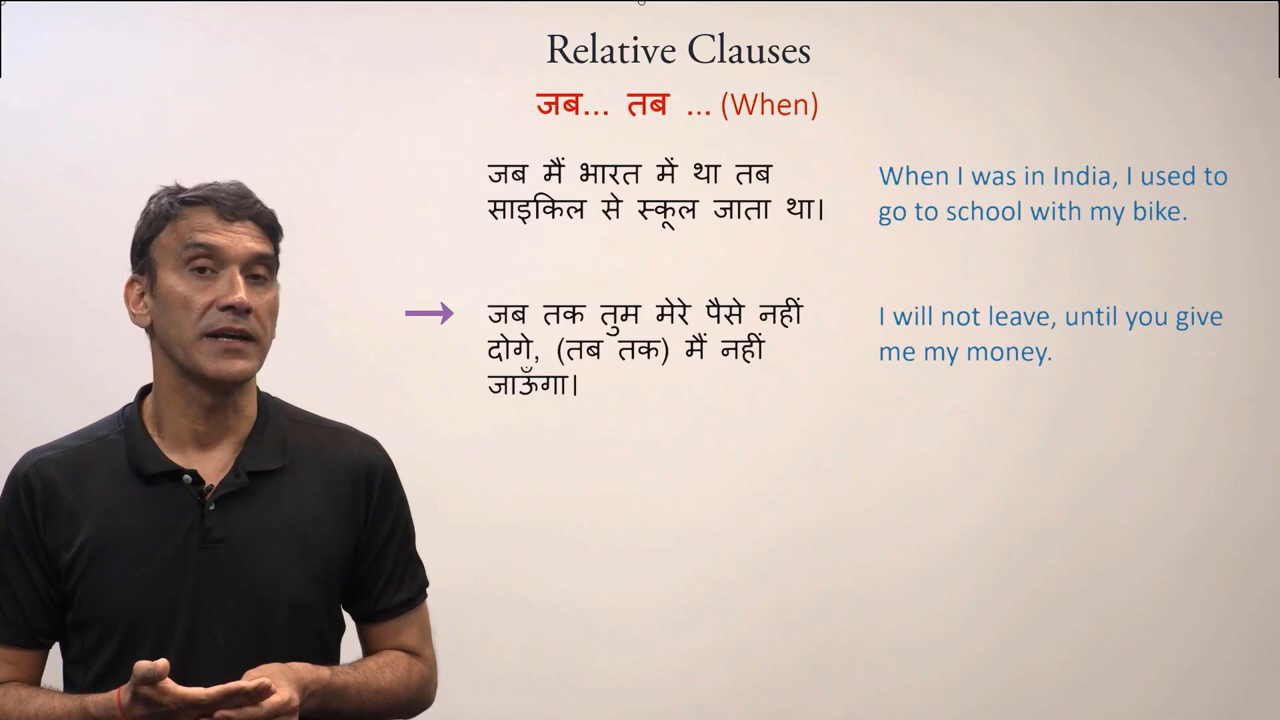 Relative Clauses
जब... तब ... (When)
जब मैं भारत में था तब
साइकिल से स्कूल जाता था।
When I was in India, I used to
go to school with my bike.
जब तक तुम मेरे पैसे नहीं
दोगे, (तब तक) मैं नहीं
जाऊँगा।
I will not leave, until you give
me my money.